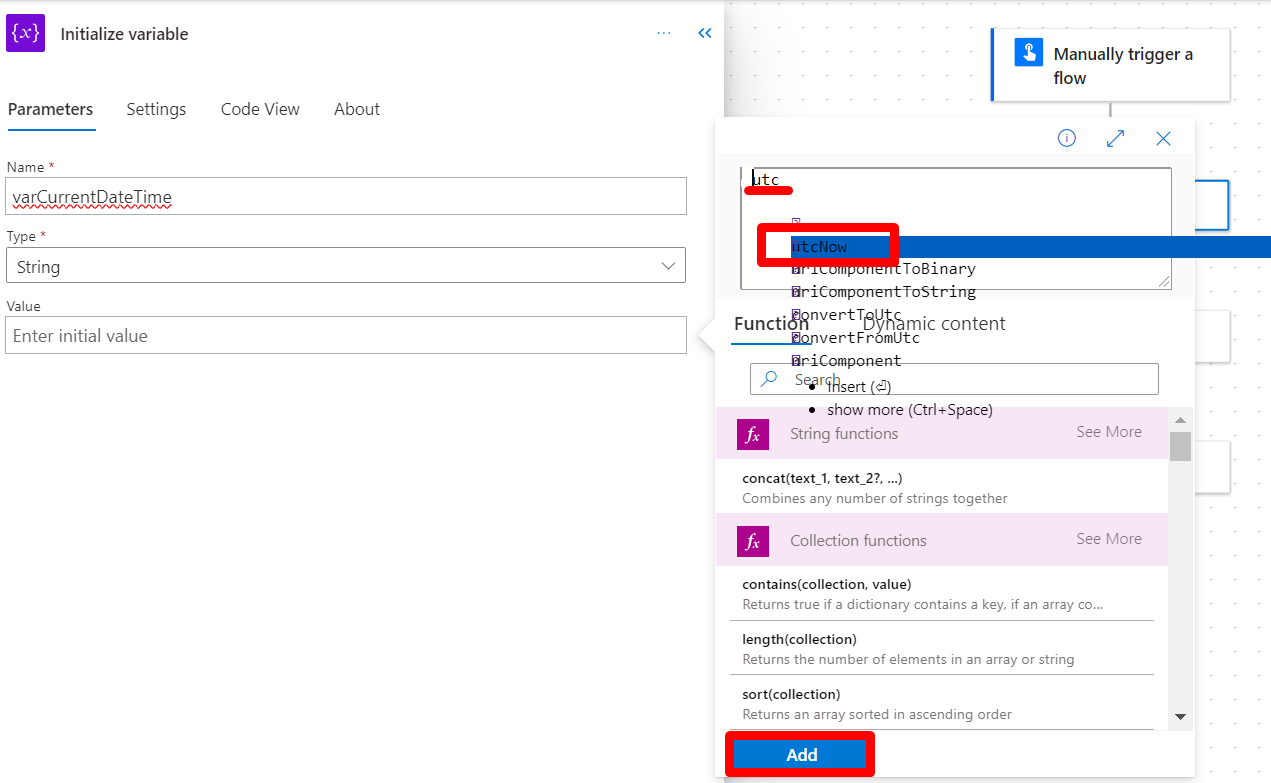 {x} Initialize variable
Parameters Settings Code View About
Name *
varCurrentDateTime
Type *
String
Value
Enter initial value
Manually trigger a
flow
utc
utcNow
uriComponentToBinary
uriComponentToString
convertToUtc
convertFromUtc
uriComponent
Function Dynamic content
Search
• insert (⏎)
• show more (Ctrl+Space)
fx String functions See More
concat(text_1, text_2?, ...)
Combines any number of strings together
fx Collection functions See More
contains(collection, value)
Returns true if a dictionary contains a key, if an array co...
length(collection)
Returns the number of elements in an array or string
sort(collection)
Returns an array sorted in ascending order
Add